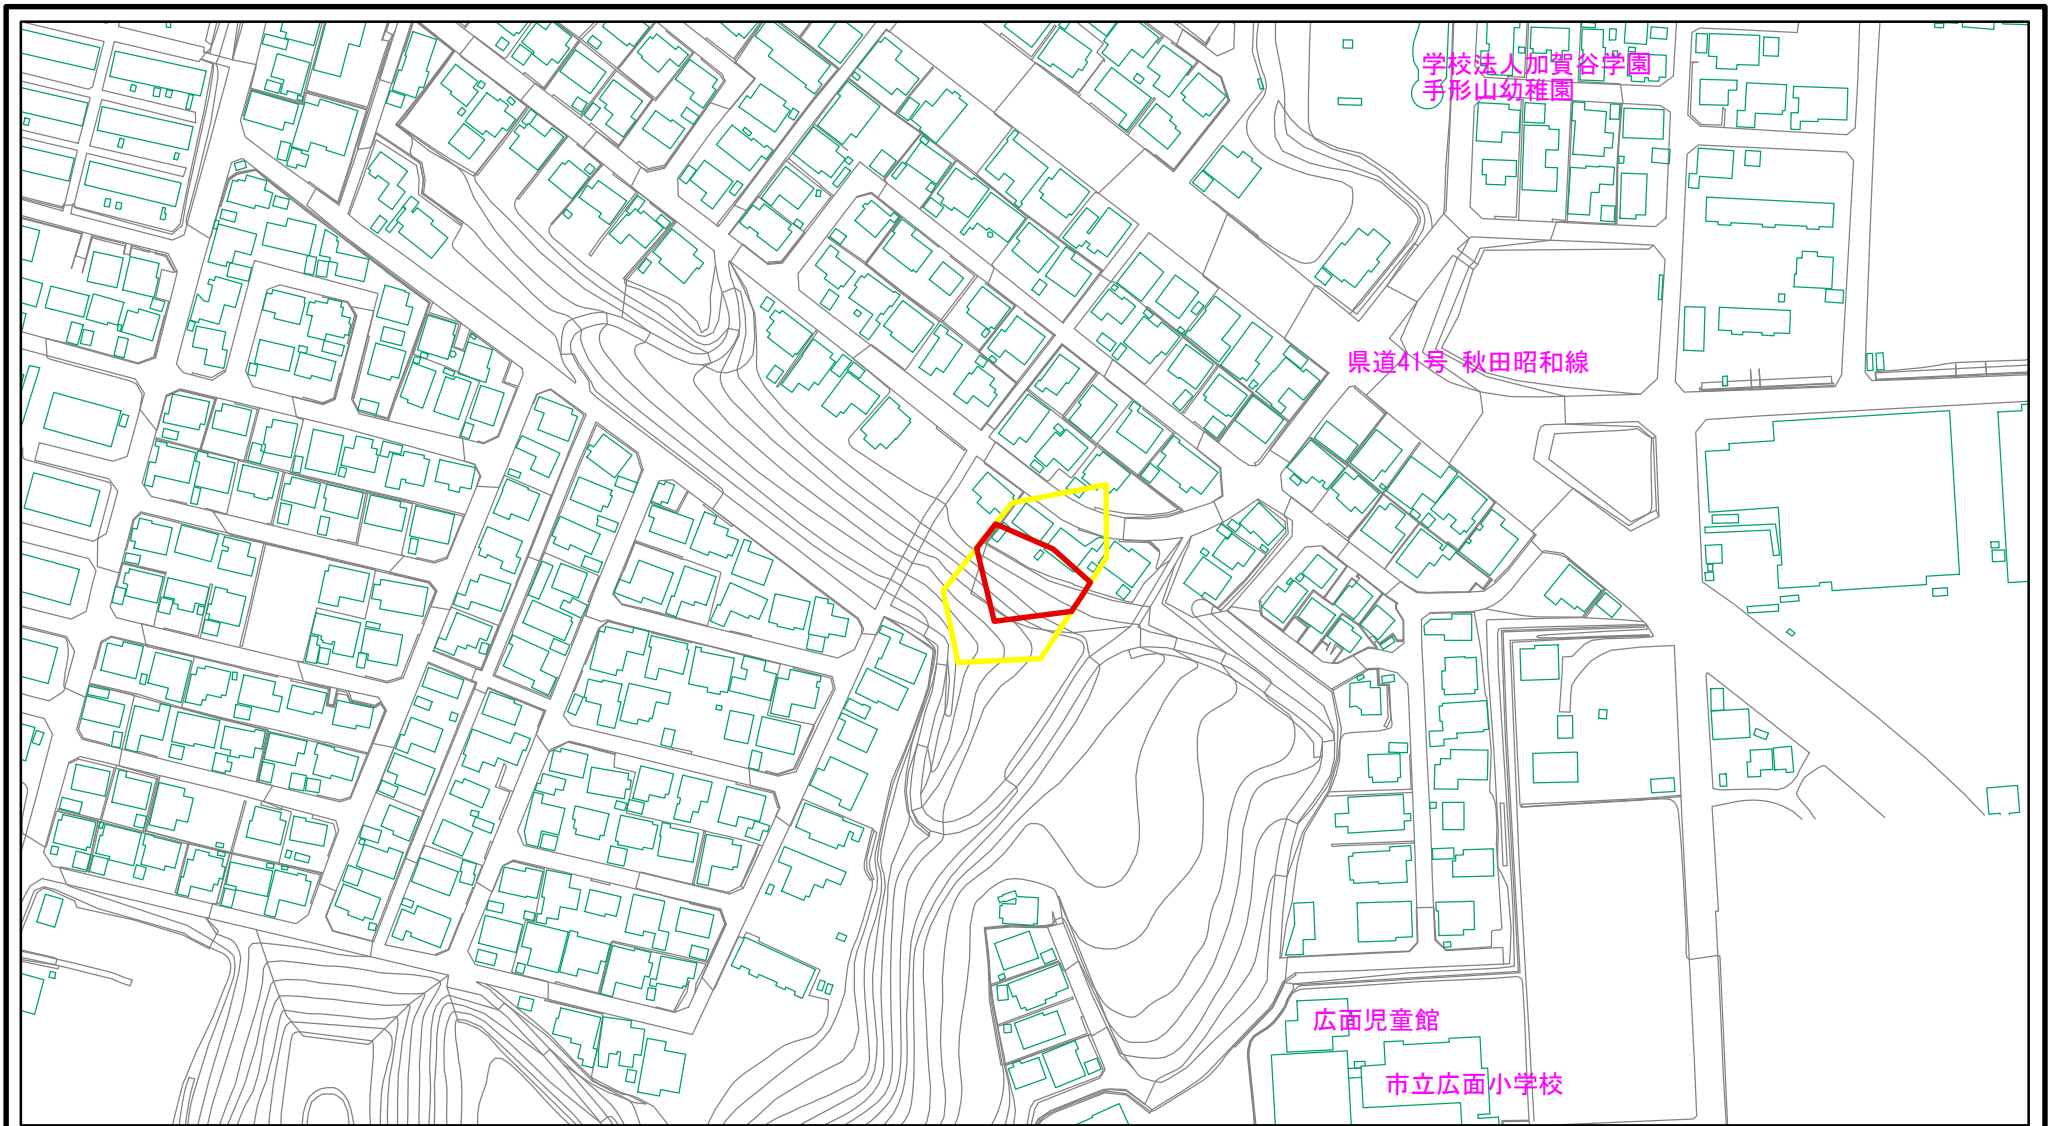 学校法人加賀谷学園
手形山幼稚園
県道41号 秋田昭和線
広面児童館
市立広面小学校